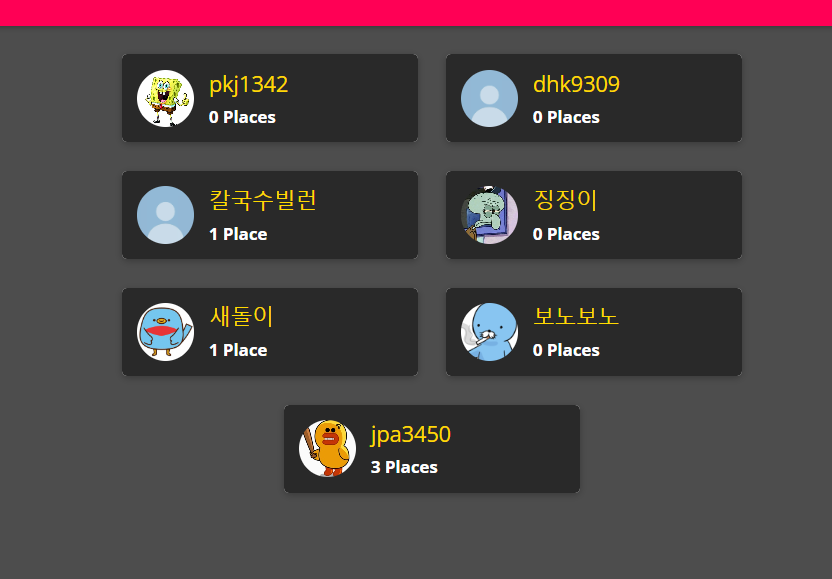 pkj1342
0 Places
dhk9309
0 Places
칼국수빌런
1 Place
징징이
0 Places
새돌이
1 Place
보노보노
0 Places
jpa3450
3 Places